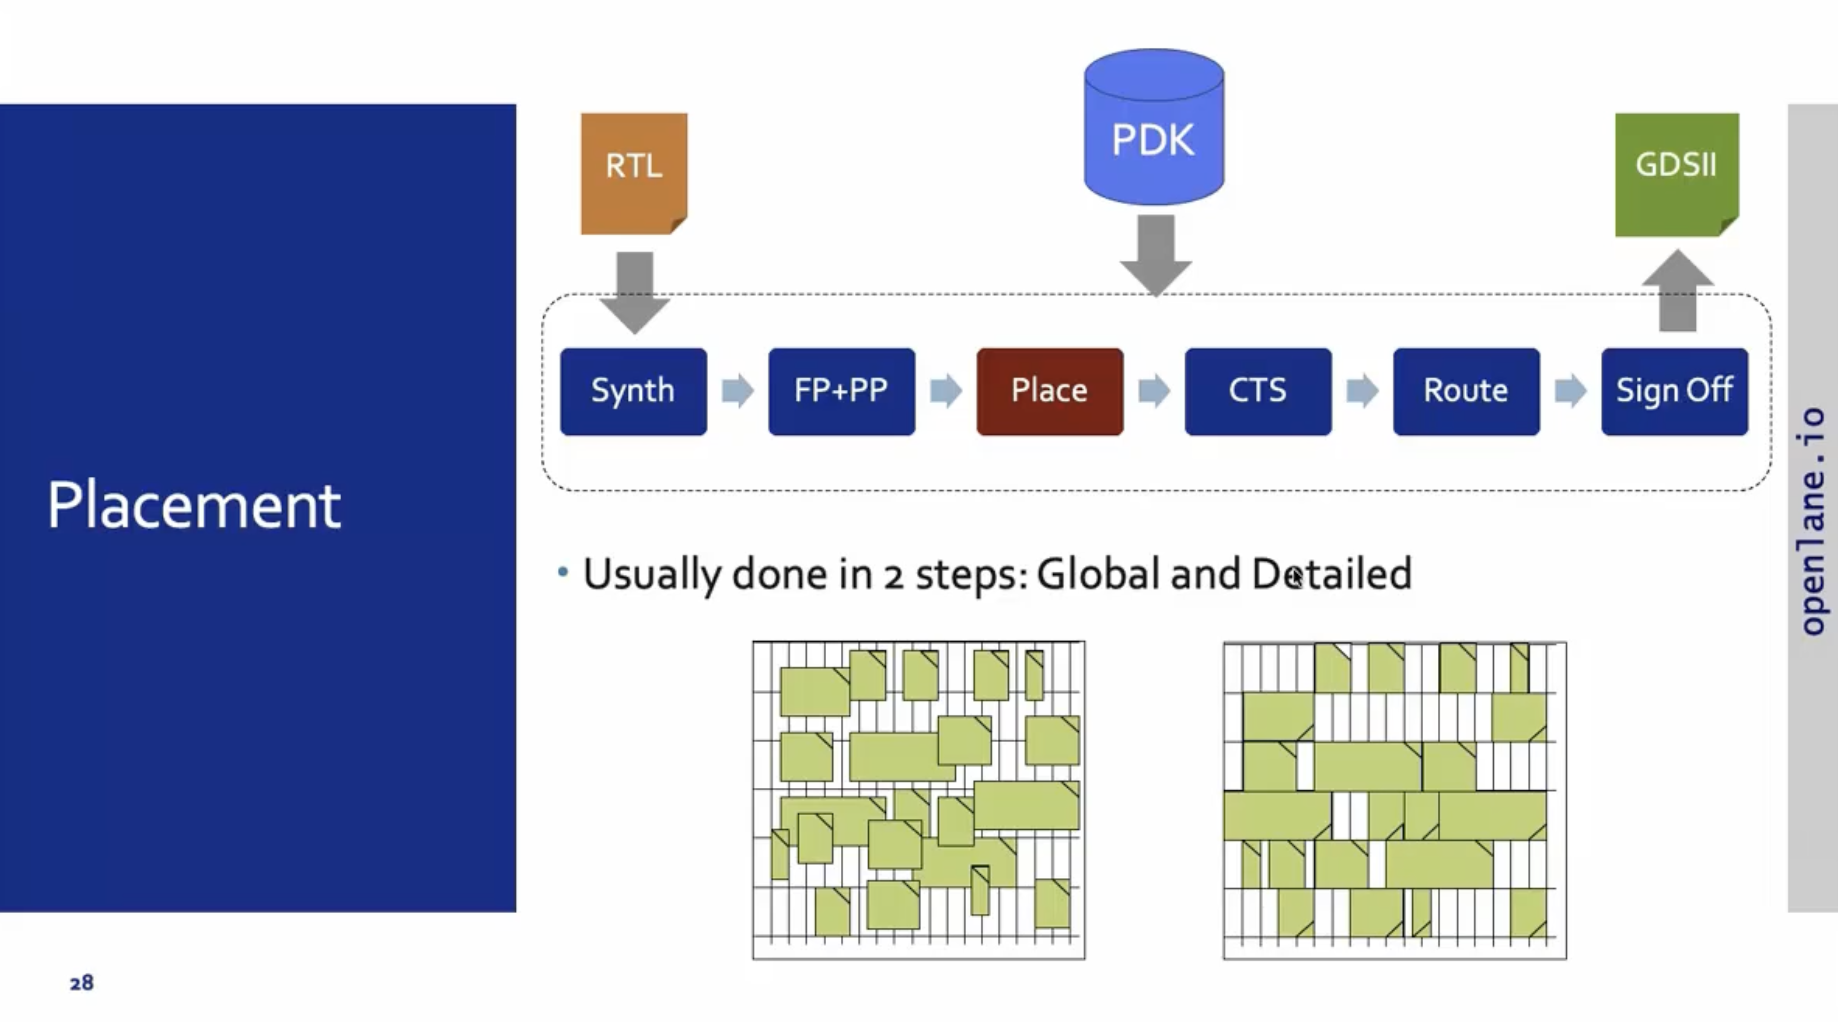 PDK
RTL
GDSII
Synth
FP+PP
Place
CTS
Route
Sign Off
Placement
• Usually done in 2 steps: Global and Detailed
openlane.io
28